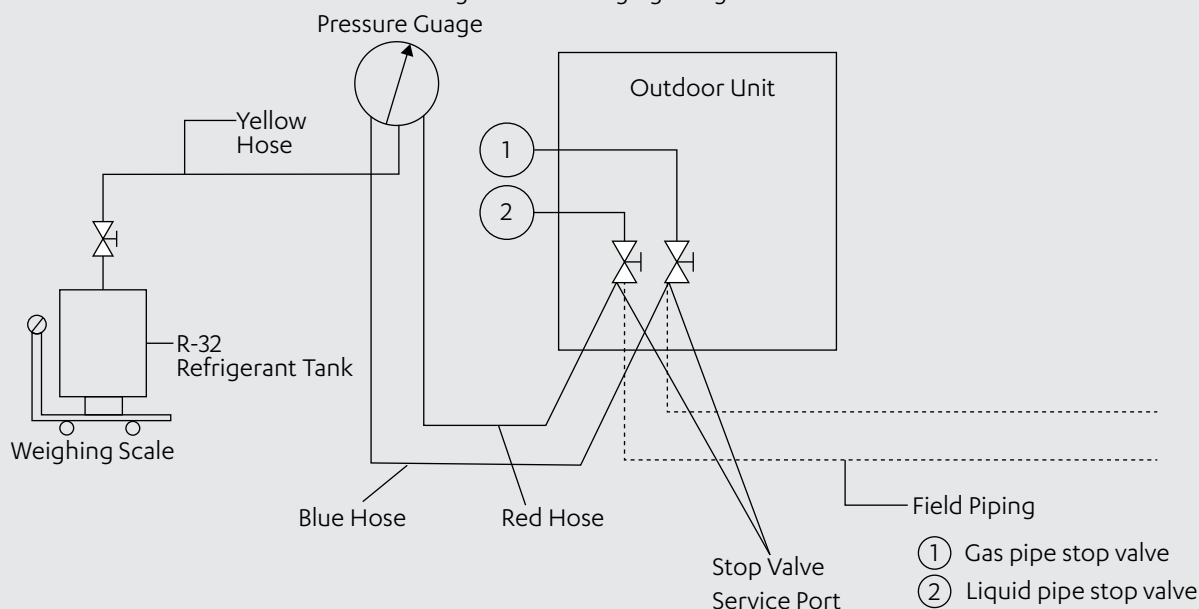 Pressure Guage
Outdoor Unit
Yellow
Hose
1
2
R-32
Refrigerant Tank
Weighing Scale
Blue Hose
Red Hose
Field Piping
Stop Valve
Service Port
1 Gas pipe stop valve
2 Liquid pipe stop valve